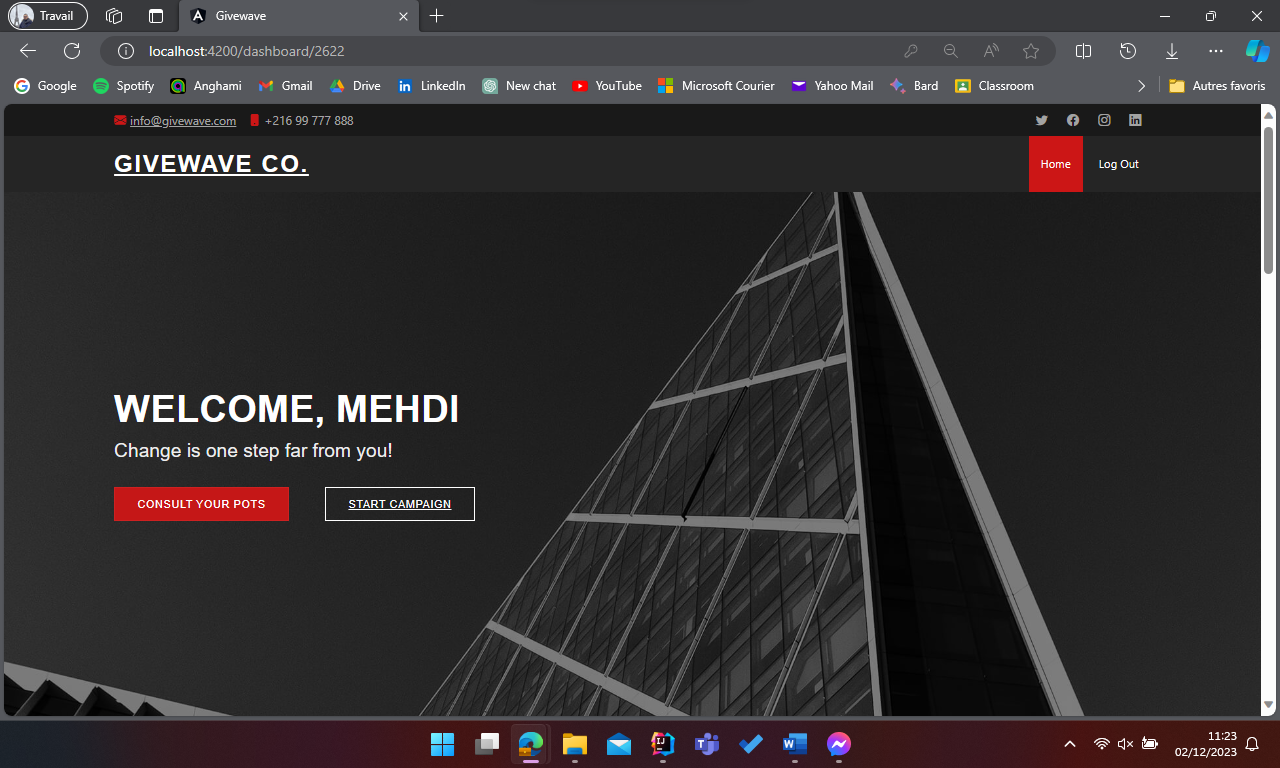 Travail
Givewave
localhost:4200/dashboard/2622
Google Spotify Anghami Gmail Drive LinkedIn New chat YouTube Microsoft Courier Yahoo Mail Bard Classroom Autres favoris
info@givewave.com +216 99 777 888
GIVEWAVE CO. Home Log Out
WELCOME, MEHDI
Change is one step far from you!
CONSULT YOUR POTS START CAMPAIGN
11:23
02/12/2023